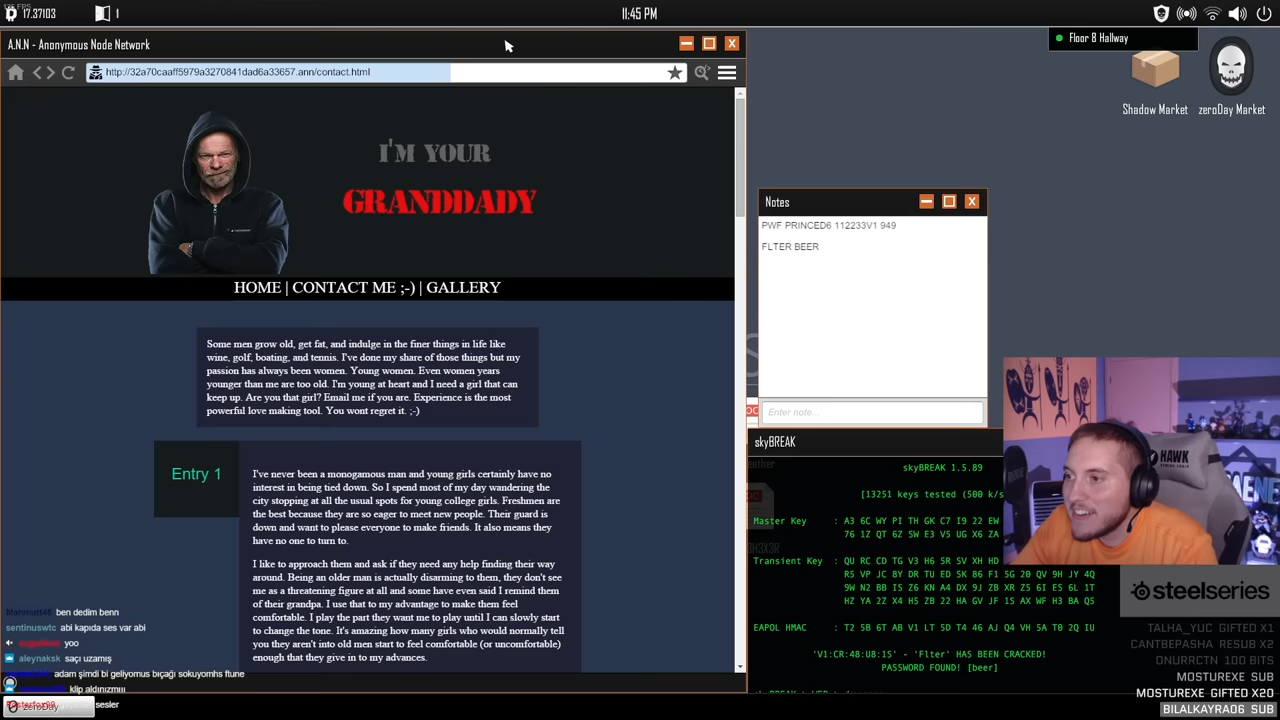 17.37103
1
11:45 PM
A.N.N - Anonymous Node Network
Floor 8 Hallway
http://32a70caaff5979a3270841dad6a33657.ann/contact.html
Shadow Market
zeroDay Market
I'M YOUR
GRANDDADY
HOME | CONTACT ME ;-) | GALLERY
Some men grow old, get fat, and indulge in the finer things in life like
wine, golf, boating, and tennis. I've done my share of those things but my
passion has always been women. Young women. Even women years
younger than me are too old. I'm young at heart and I need a girl that can
keep up. Are you that girl? Email me if you are. Experience is the most
powerful love making tool. You wont regret it. ;-)
Entry 1
I've never been a monogamous man and young girls certainly have no
interest in being tied down. So I spend most of my day wandering the
city stopping at all the usual spots for young college girls. Freshmen are
the best because they are so eager to meet new people. Their guard is
down and want to please everyone to make friends. It also means they
have no one to turn to.
I like to approach them and ask if they need any help finding their way
around. Being an older man is actually disarming to them, they don't see
me as a threatening figure at all and some have even said I remind them
of their grandpa. I use that to my advantage to make them feel
comfortable. I play the part they want me to play until I can slowly start
to change the tone. It's amazing how many girls who would normally tell
you they aren't into old men start to feel comfortable (or uncomfortable)
enough that they give in to my advances.
Notes
PWF PRINCED6 112233V1 949
FLTER BEER
Enter note...
skyBREAK
skyBREAK 1.5.89
[13251 keys tested (500 k/s
Master Key : A3 6C WY PI TH GK C7 I9 22 EW
76 1Z QT 6Z 5W E3 V5 UG X6 ZA
Transient Key : QU RC CD TG V3 H6 5R SV XH HD
R5 VP JC 8Y DR TU ED 5K 86 F1 5G 20 QV 9H JY 4Q
9W N2 BB IS Z6 KN A4 DX 9J ZB XR Z5 6I ES 6L 1T
HZ YA 2Z X4 H5 ZB 22 HA GV JF 1S AX WF H3 BA Q5
EAPOL HMAC : T2 5B 6T AB V1 LT 5D T4 46 AJ Q4 VH 5A T0 2Q IU
'V1:CR:48:U8:15' - 'Flter' HAS BEEN CRACKED!
PASSWORD FOUND! [beer]
ben dedim benn
sentinuswtc abi kapıda ses var abi
yoo
aleynaksk saçı uzamış
adam şimdi bi geliyomus bıçağı sokuyomhs ftune
klip aldınızmııı
sesler
zeroDay
HAWK
steelseries
TALHA_YUC GIFTED X1
CANTBEPASHA RESUB X2
ONURRCTN 100 BITS
MOSTUREXE SUB
MOSTUREXE GIFTED X20
BILALKAYRA06 SUB